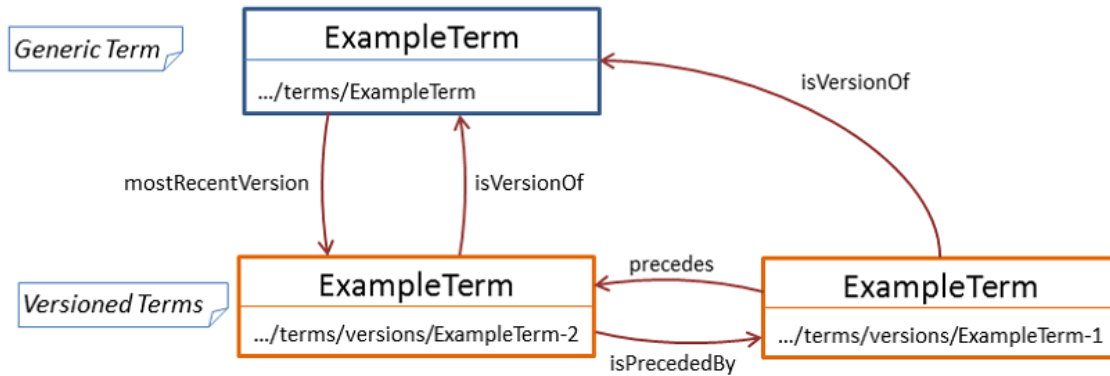 Generic Term
ExampleTerm
.../terms/ExampleTerm
isVersionOf
mostRecentVersion
isVersionOf
Versioned Terms
ExampleTerm
.../terms/versions/ExampleTerm-2
precedes
isPrecededBy
ExampleTerm
.../terms/versions/ExampleTerm-1